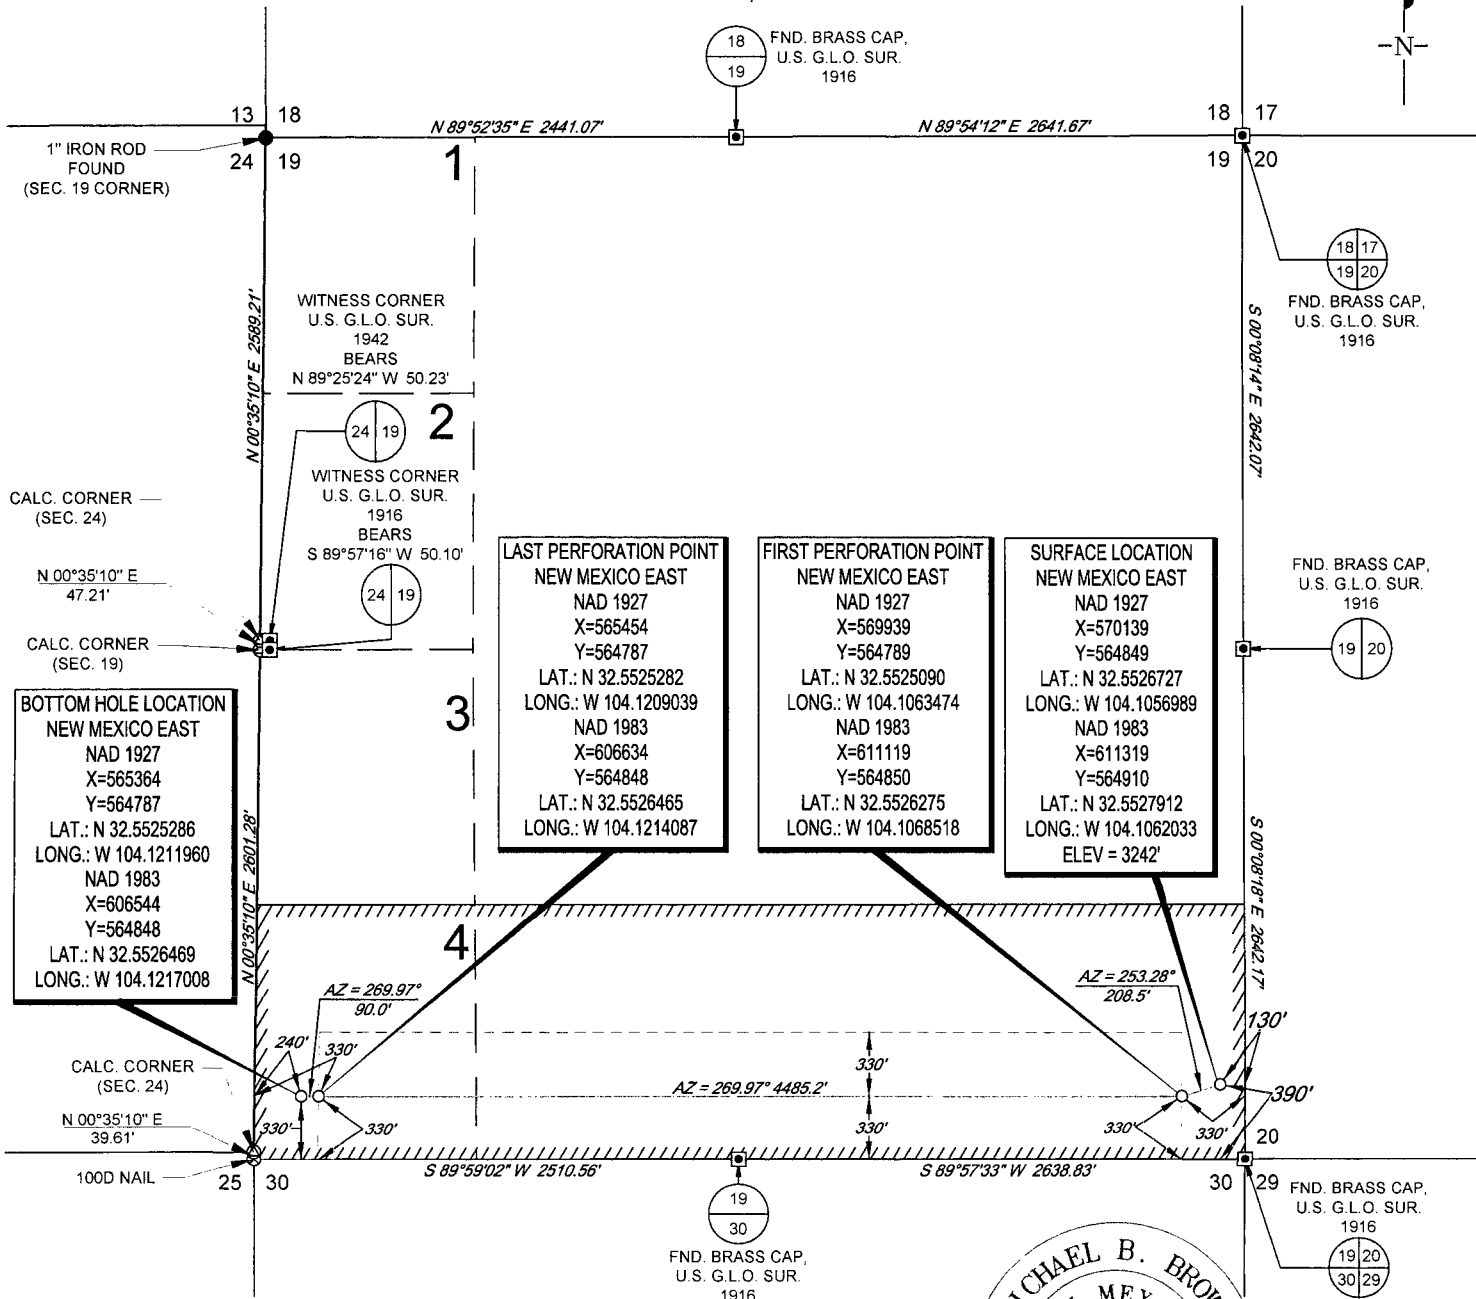 18
19
FND. BRASS CAP,
U.S. G.L.O. SUR.
1916
-N-
13 18
N 89°52'35" E 2441.07'
N 89°54'12" E 2641.67'
18 17
1" IRON ROD
FOUND
(SEC. 19 CORNER)
24 19
1
19 20
18 17
19 20
FND. BRASS CAP,
U.S. G.L.O. SUR.
1916
N 00°35'10" E 2589.21'
WITNESS CORNER
U.S. G.L.O. SUR.
1942
BEARS
N 89°25'24" W 50.23'
S 00°08'14" E 2642.07'
24 19
2
WITNESS CORNER
U.S. G.L.O. SUR.
1916
BEARS
S 89°57'16" W 50.10'
24 19
CALC. CORNER
(SEC. 24)
N 00°35'10" E
47.21'
CALC. CORNER
(SEC. 19)
FND. BRASS CAP,
U.S. G.L.O. SUR.
1916
19 20
3
BOTTOM HOLE LOCATION
NEW MEXICO EAST
NAD 1927
X=565364
Y=564787
LAT.: N 32.5525286
LONG.: W 104.1211960
NAD 1983
X=606544
Y=564848
LAT.: N 32.5526469
LONG.: W 104.1217008
LAST PERFORATION POINT
NEW MEXICO EAST
NAD 1927
X=565454
Y=564787
LAT.: N 32.5525282
LONG.: W 104.1209039
NAD 1983
X=606634
Y=564848
LAT.: N 32.5526465
LONG.: W 104.1214087
FIRST PERFORATION POINT
NEW MEXICO EAST
NAD 1927
X=569939
Y=564789
LAT.: N 32.5525090
LONG.: W 104.1063474
NAD 1983
X=611119
Y=564850
LAT.: N 32.5526275
LONG.: W 104.1068518
SURFACE LOCATION
NEW MEXICO EAST
NAD 1927
X=570139
Y=564849
LAT.: N 32.5526727
LONG.: W 104.1056989
NAD 1983
X=611319
Y=564910
LAT.: N 32.5527912
LONG.: W 104.1062033
ELEV = 3242'
N 00°35'10" E 2601.28'
S 00°08'18" E 2642.17'
4
AZ = 269.97°
90.0'
AZ = 253.28°
208.5'
130'
240'
330'
330'
390'
AZ = 269.97° 4485.2'
330'
330'
330'
330'
330'
CALC. CORNER
(SEC. 24)
N 00°35'10" E
39.61'
100D NAIL
25 30
S 89°59'02" W 2510.56'
S 89°57'33" W 2638.83'
20
30 29
19
30
FND. BRASS CAP,
U.S. G.L.O. SUR.
1916
FND. BRASS CAP,
U.S. G.L.O. SUR.
1916
19 20
30 29
MICHAEL B. BROW
MEX